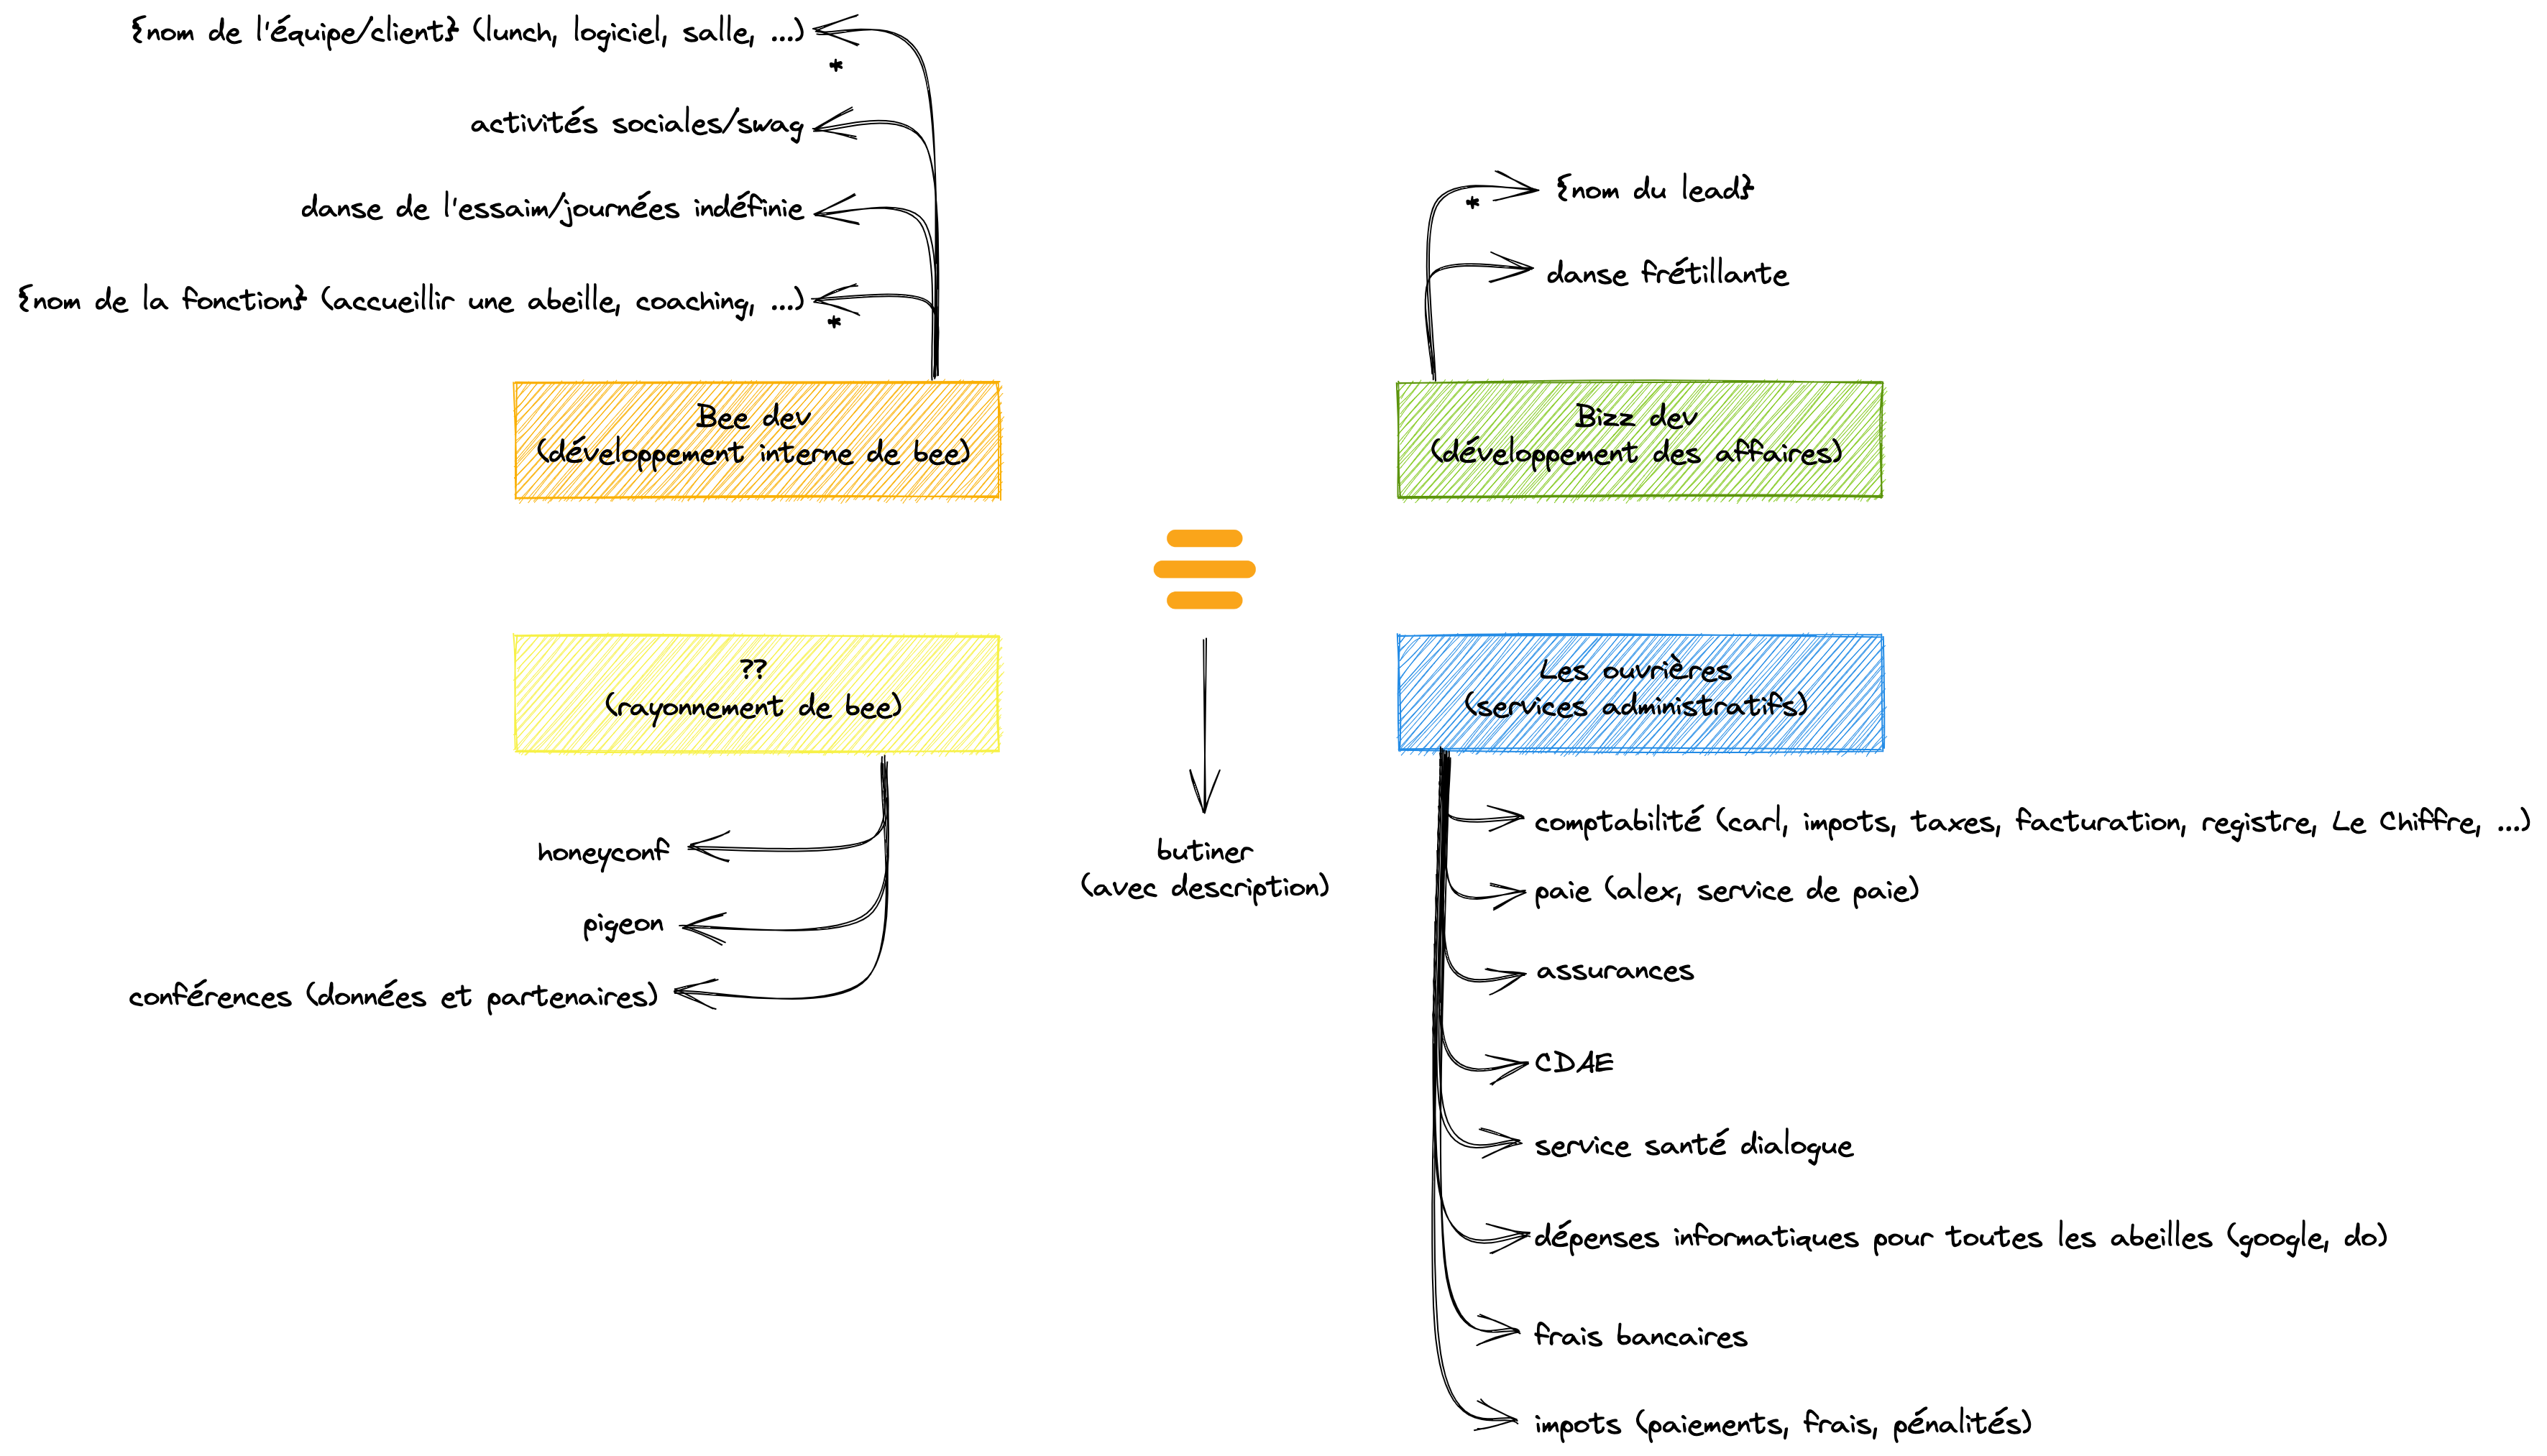 {nom de l'équipe/client} (lunch, logiciel, salle, ...)
*
activités sociales/swag
danse de l'essaim/journées indéfinie
{nom de la fonction} (accueillir une abeille, coaching, ...)
*
Bee dev
(développement interne de bee)
{nom du lead}
*
danse frétillante
Bizz dev
(développement des affaires)
??
(rayonnement de bee)
honeyconf
pigeon
conférences (données et partenaires)
butiner
(avec description)
Les ouvrières
(services administratifs)
comptabilité (carl, impots, taxes, facturation, registre, Le Chiffre, ...)
paie (alex, service de paie)
assurances
CDAE
service santé dialogue
dépenses informatiques pour toutes les abeilles (google, do)
frais bancaires
impots (paiements, frais, pénalités)